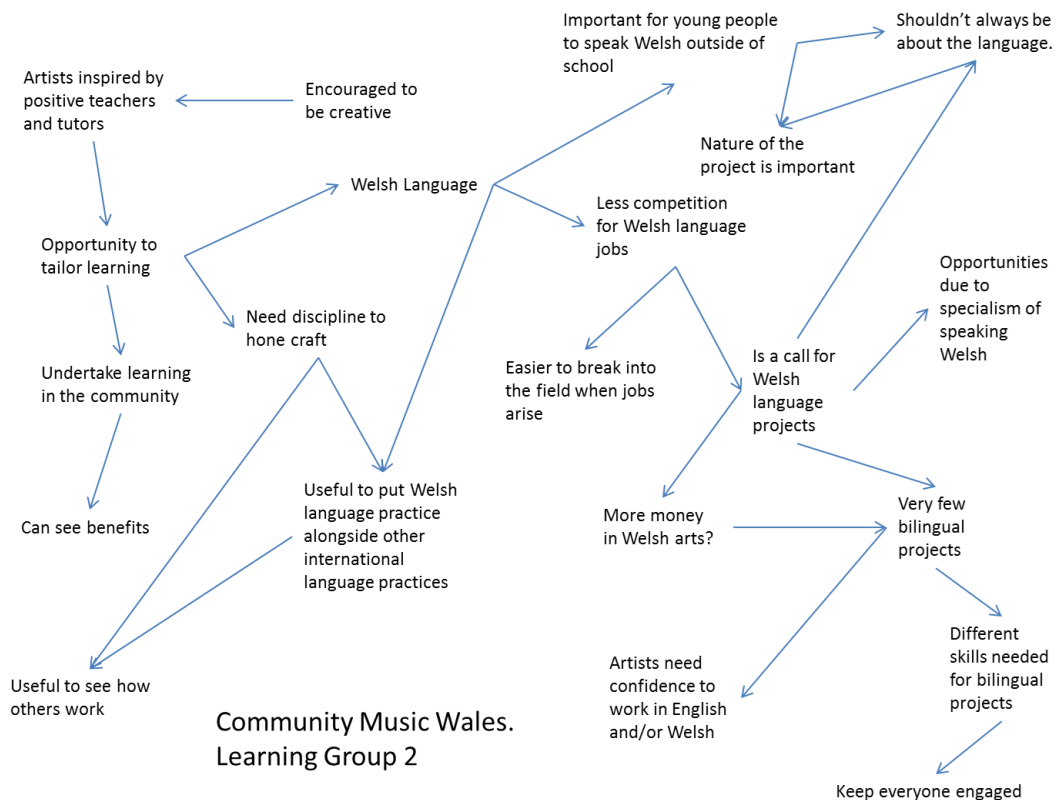 Important for young people
to speak Welsh outside of
school
Shouldn’t always be
about the language.
Artists inspired by
positive teachers
and tutors
Encouraged to
be creative
Nature of the
project is important
Welsh Language
Less competition
for Welsh language
jobs
Opportunity to
tailor learning
Opportunities
due to
specialism of
speaking
Welsh
Need discipline to
hone craft
Undertake learning
in the community
Easier to break into
the field when jobs
arise
Is a call for
Welsh
language
projects
Can see benefits
Useful to put Welsh
language practice
alongside other
international
language practices
More money
in Welsh arts?
Very few
bilingual
projects
Different
skills needed
for bilingual
projects
Useful to see how
others work
Artists need
confidence to
work in English
and/or Welsh
Community Music Wales.
Learning Group 2
Keep everyone engaged